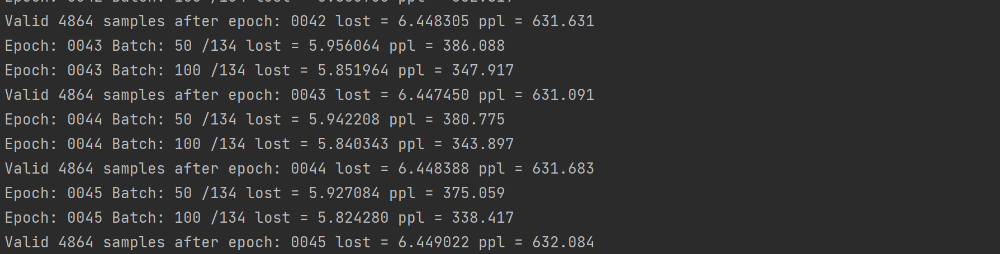 Valid 4864 samples after epoch: 0042 lost = 6.448305 ppl = 631.631
Epoch: 0043 Batch: 50 /134 lost = 5.956064 ppl = 386.088
Epoch: 0043 Batch: 100 /134 lost = 5.851964 ppl = 347.917
Valid 4864 samples after epoch: 0043 lost = 6.447450 ppl = 631.091
Epoch: 0044 Batch: 50 /134 lost = 5.942208 ppl = 380.775
Epoch: 0044 Batch: 100 /134 lost = 5.840343 ppl = 343.897
Valid 4864 samples after epoch: 0044 lost = 6.448388 ppl = 631.683
Epoch: 0045 Batch: 50 /134 lost = 5.927084 ppl = 375.059
Epoch: 0045 Batch: 100 /134 lost = 5.824280 ppl = 338.417
Valid 4864 samples after epoch: 0045 lost = 6.449022 ppl = 632.084